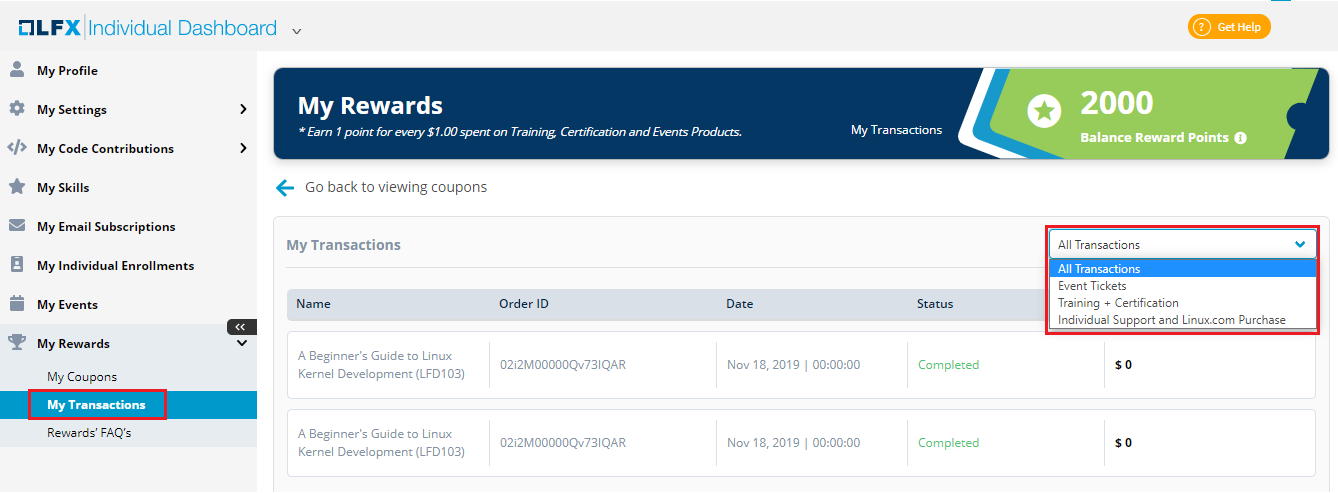 LFX Individual Dashboard
Get Help
My Profile
My Settings
My Code Contributions
My Skills
My Email Subscriptions
My Individual Enrollments
My Events
My Rewards
My Coupons
My Transactions
Rewards' FAQ's
My Rewards
* Earn 1 point for every $1.00 spent on Training, Certification and Events Products.
My Transactions
2000
Balance Reward Points
Go back to viewing coupons
My Transactions
All Transactions
All Transactions
Event Tickets
Training + Certification
Individual Support and Linux.com Purchase
Name Order ID Date Status
A Beginner's Guide to Linux
Kernel Development (LFD103)
02i2M00000Qv73IQAR
Nov 18, 2019 | 00:00:00
Completed
$ 0
A Beginner's Guide to Linux
Kernel Development (LFD103)
02i2M00000Qv73IQAR
Nov 18, 2019 | 00:00:00
Completed
$ 0